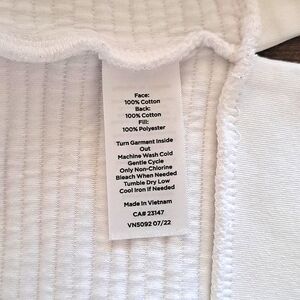 Face:
100% Cotton
Back:
100% Cotton
Fill:
100% Polyester
Turn Garmant Inside
Out
Machine Wash Cold
Gentle Cycle
Only Non-Chlorine
Bleach When Needed
Tumble Dry Low
Cool Iron If Needed
Made In Vietnam
CA# 23147
VN5092 07/22